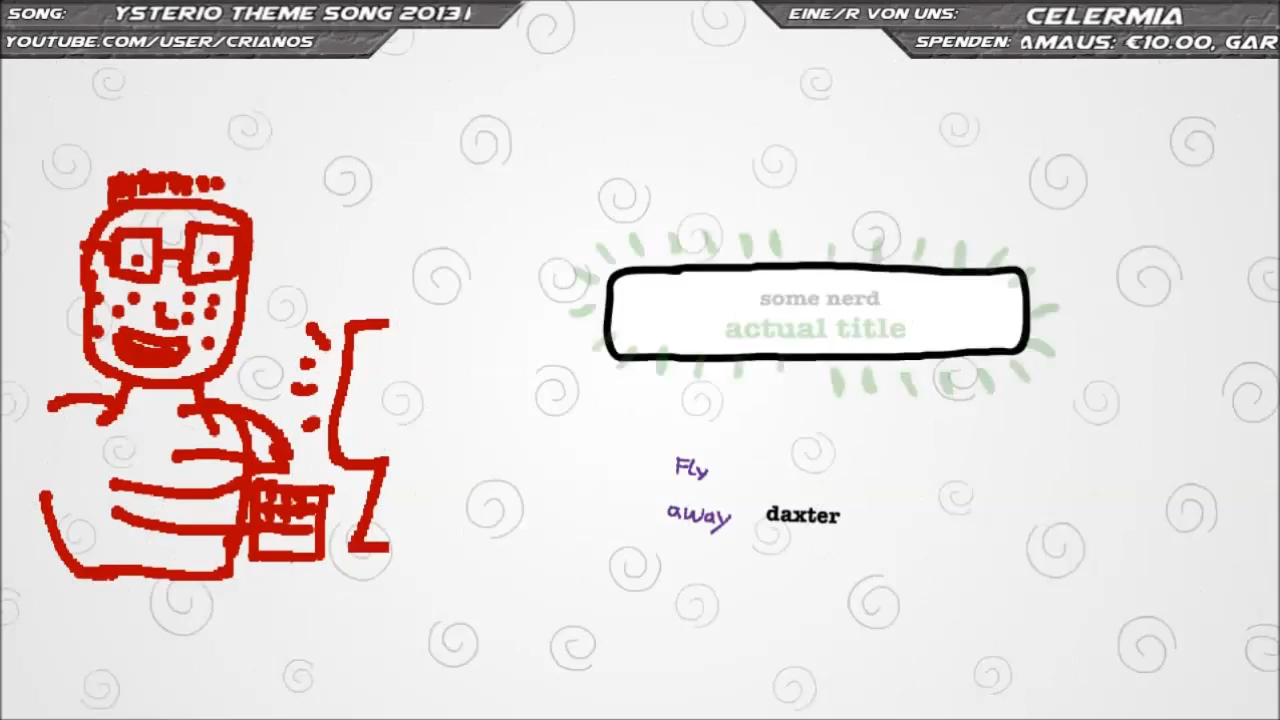 SONG: YSTERIO THEME SONG 2013!
YOUTUBE.COM/USER/CRIANOS
EINE/R VON UNS: CELERMIA
SPENDEN: AMAUS: €10.00, GAR
some nerd
actual title
Fly
away
daxter